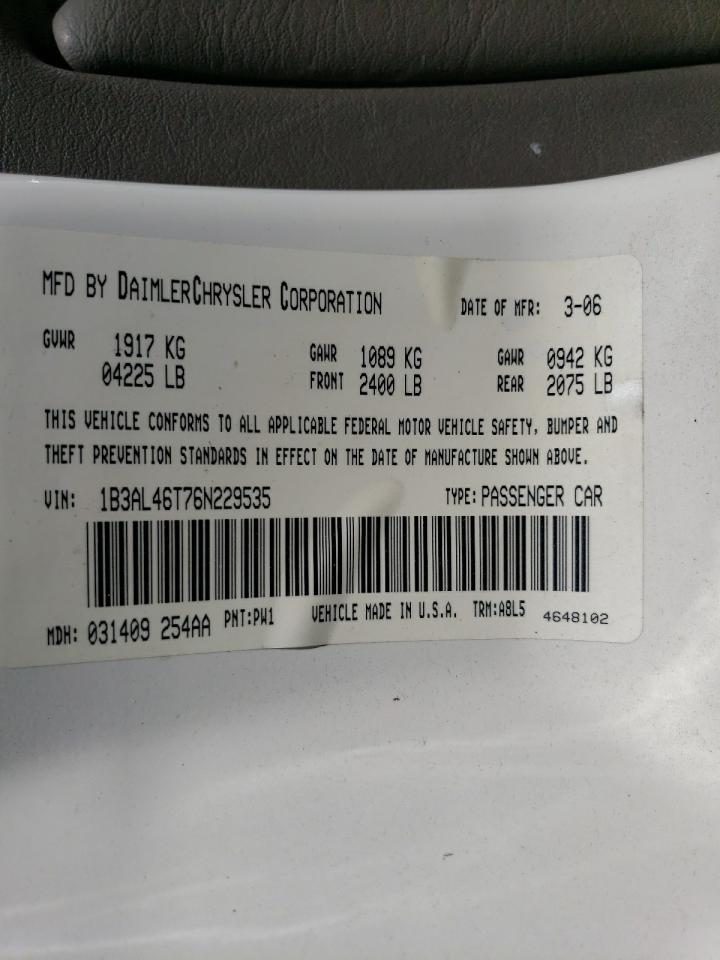 MFD BY DAIMLERCHRYSLER CORPORATION DATE OF MFR: 3-06
GVWR 1917 KG GAWR 1089 KG GAWR 0942 KG
04225 LB FRONT 2400 LB REAR 2075 LB
THIS VEHICLE CONFORMS TO ALL APPLICABLE FEDERAL MOTOR VEHICLE SAFETY, BUMPER AND
THEFT PREVENTION STANDARDS IN EFFECT ON THE DATE OF MANUFACTURE SHOWN ABOVE.
VIN: 1B3AL46T76N229535 TYPE: PASSENGER CAR
MDH: 031409 254AA PNT:PW1 VEHICLE MADE IN U.S.A. TRM:A8L5 4648102